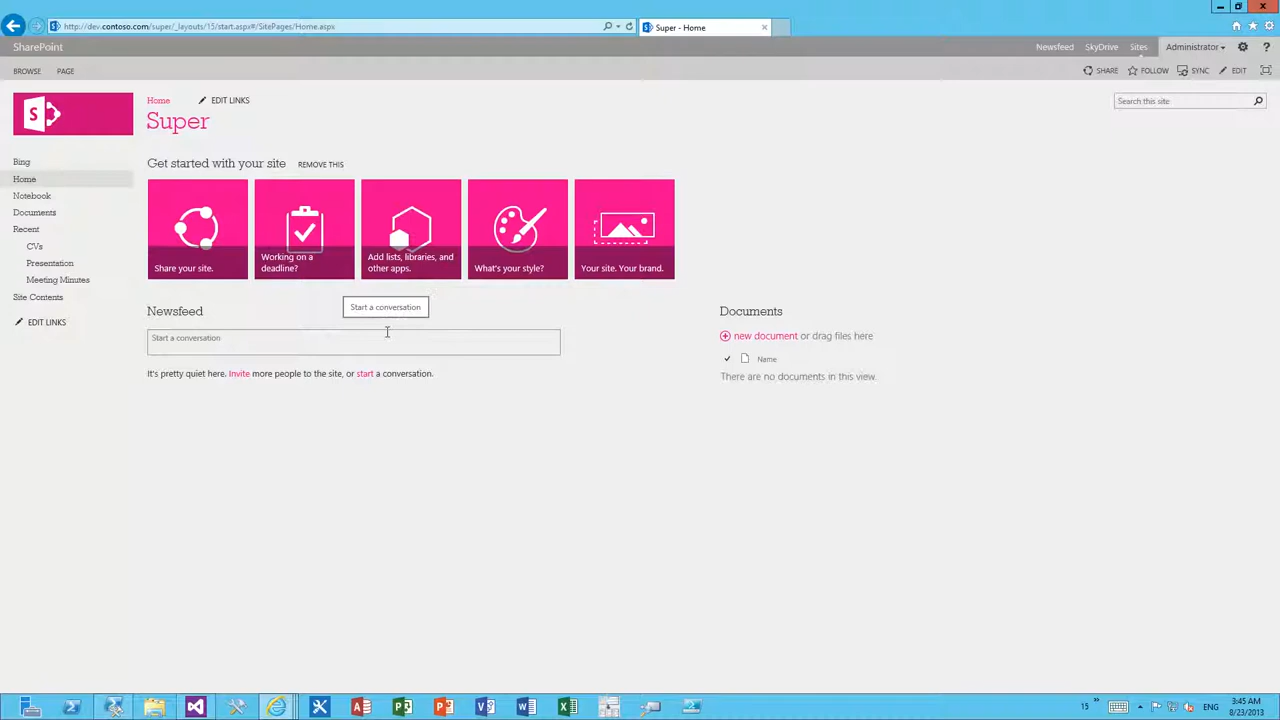 http://dev.contoso.com/super/_layouts/15/start.aspx#/SitePages/Home.aspx
Super - Home
SharePoint
Newsfeed SkyDrive Sites Administrator
BROWSE PAGE
SHARE FOLLOW SYNC EDIT
Home EDIT LINKS
Super
Search this site
Bing
Home
Notebook
Documents
Recent
CVs
Presentation
Meeting Minutes
Site Contents
EDIT LINKS
Get started with your site REMOVE THIS
Share your site.
Working on a
deadline?
Add lists, libraries, and
other apps.
What's your style?
Your site. Your brand.
Newsfeed
Start a conversation
Start a conversation
It's pretty quiet here. Invite more people to the site, or start a conversation.
Documents
new document or drag files here
Name
There are no documents in this view.
15
ENG
3:45 AM
8/23/2013